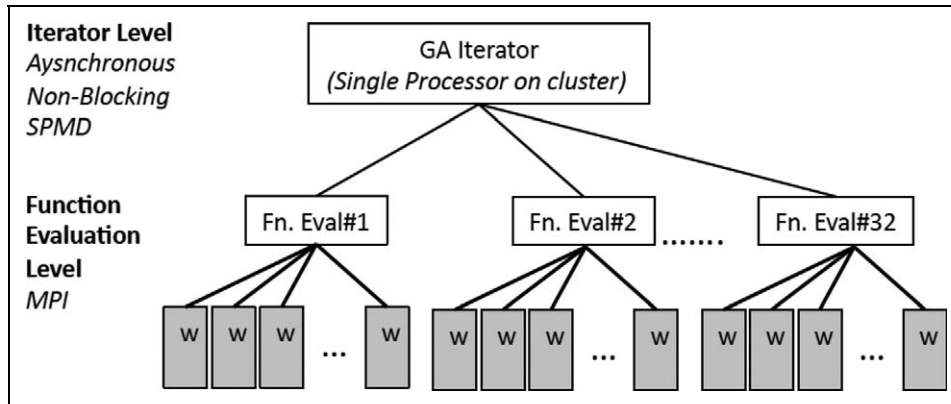 Iterator Level
Aysnchronous
Non-Blocking
SPMD
GA Iterator
(Single Processor on cluster)
Function
Evaluation
Level
MPI
Fn. Eval#1
Fn. Eval#2
.......
Fn. Eval#32
W W W ... W
W W W ... W
W W W ... W